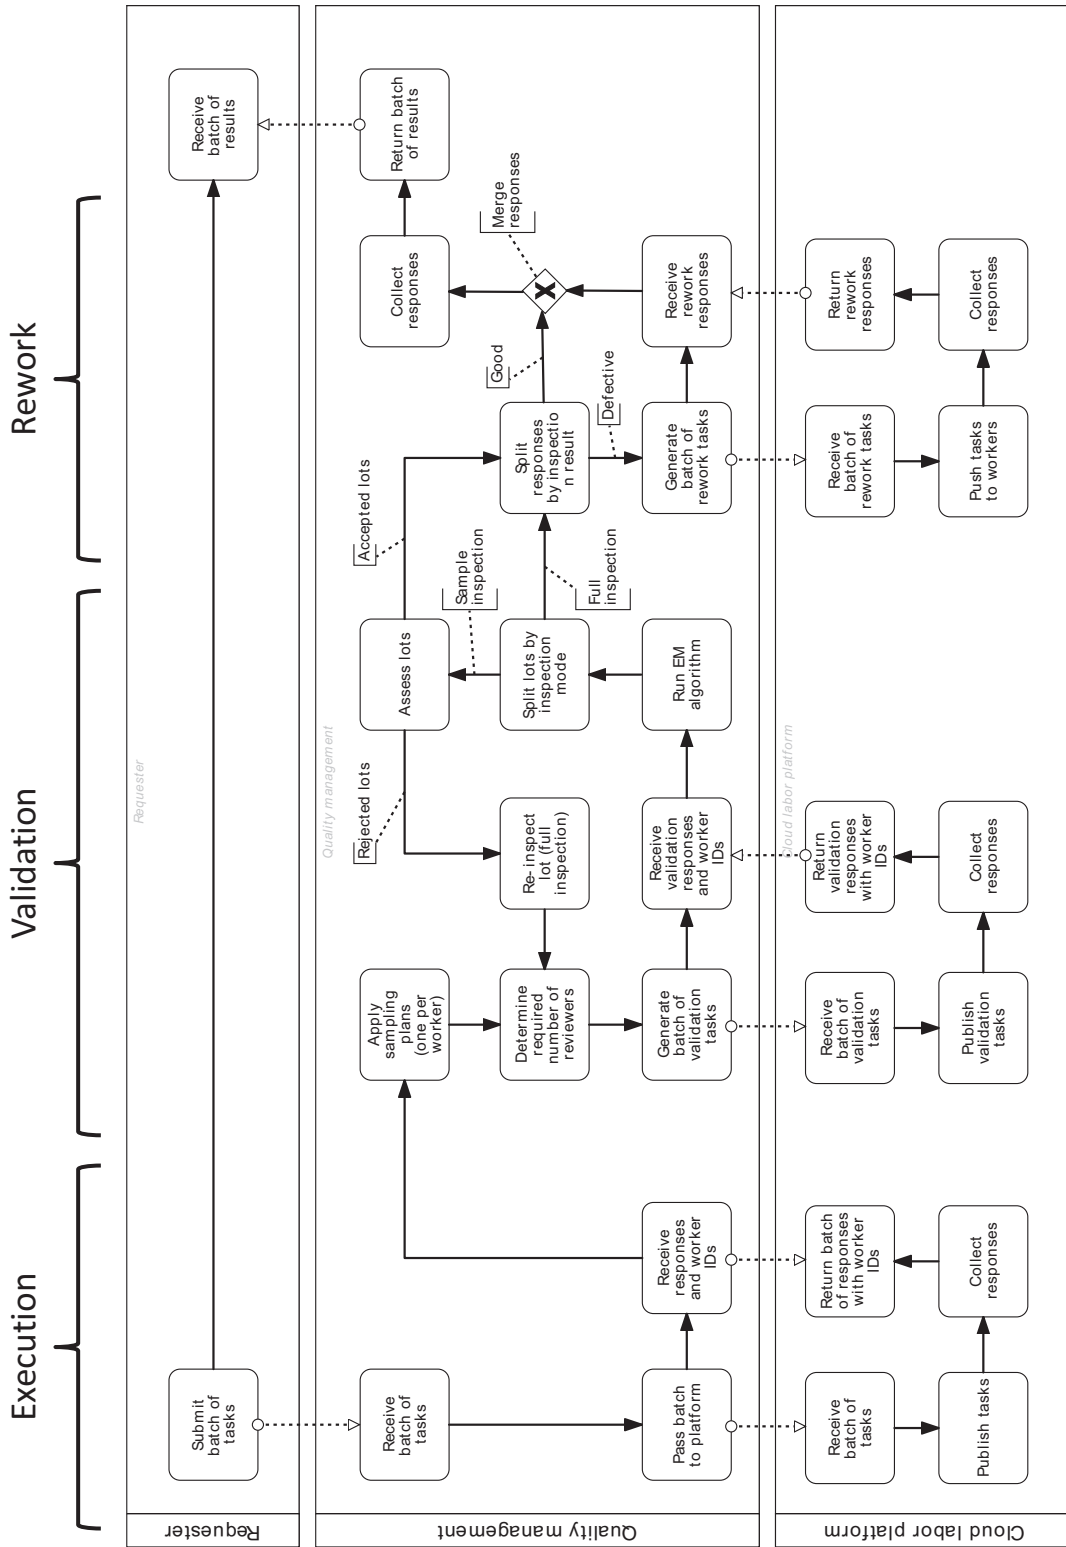 Execution
Validation
Rework
Requester
Requester
Submit
batch of
tasks
Receive
batch of
results
Quality management
Quality management
Receive
batch of
tasks
Pass batch
to platform
Receive
responses
and worker
IDs
Apply
sampling
plans
(one per
worker)
Determine
required
number of
reviewers
Generate
batch of
validation
tasks
Rejected lots
Re-inspect
lot (full
inspection)
Receive
validation
responses
and worker
IDs
Assess lots
Sample
inspection
Split lots by
inspection
mode
Full
inspection
Run EM
algorithm
Accepted lots
Split
responses
by inspectio
n result
Good
Defective
Generate
batch of
rework tasks
Collect
responses
Merge
responses
Receive
rework
responses
Return batch
of results
Cloud labor platform
Cloud labor platform
Receive
batch of
tasks
Publish tasks
Return batch
of responses
with worker
IDs
Collect
responses
Receive
batch of
validation
tasks
Publish
validation
tasks
Return
validation
responses
with worker
IDs
Collect
responses
Receive
batch of
rework tasks
Push tasks
to workers
Return
rework
responses
Collect
responses